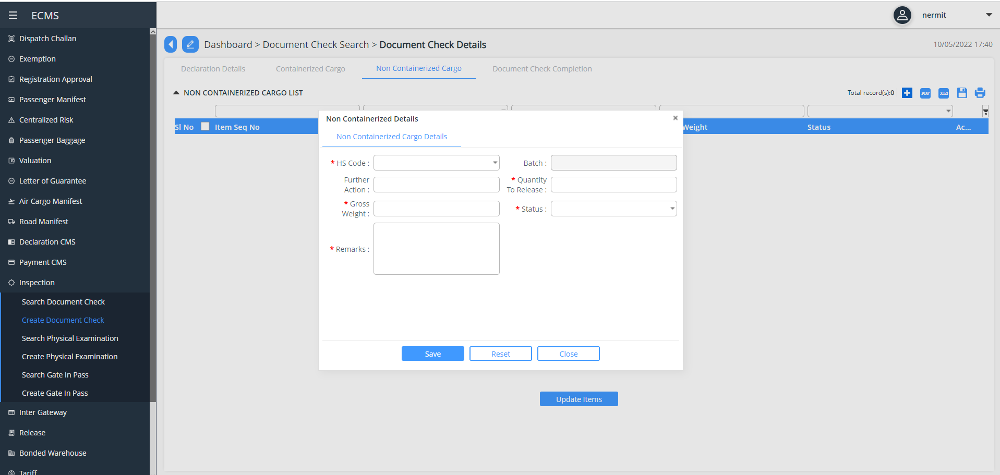 ECMS
nermit
Dispatch Challan
Exemption
Registration Approval
Passenger Manifest
Centralized Risk
Passenger Baggage
Valuation
Letter of Guarantee
Air Cargo Manifest
Road Manifest
Declaration CMS
Payment CMS
Inspection
Search Document Check
Create Document Check
Search Physical Examination
Create Physical Examination
Search Gate In Pass
Create Gate In Pass
Inter Gateway
Release
Bonded Warehouse
Tariff
Dashboard > Document Check Search > Document Check Details
10/05/2022 17:40
Declaration Details Containerized Cargo Non Containerized Cargo Document Check Completion
NON CONTAINERIZED CARGO LIST
Total record(s):0
PDF XLS
Sl No Item Seq No Weight Status Ac...
Non Containerized Details ×
Non Containerized Cargo Details
* HS Code : Batch :
Further Action : * Quantity To Release :
* Gross Weight : * Status :
* Remarks :
Save Reset Close
Update Items